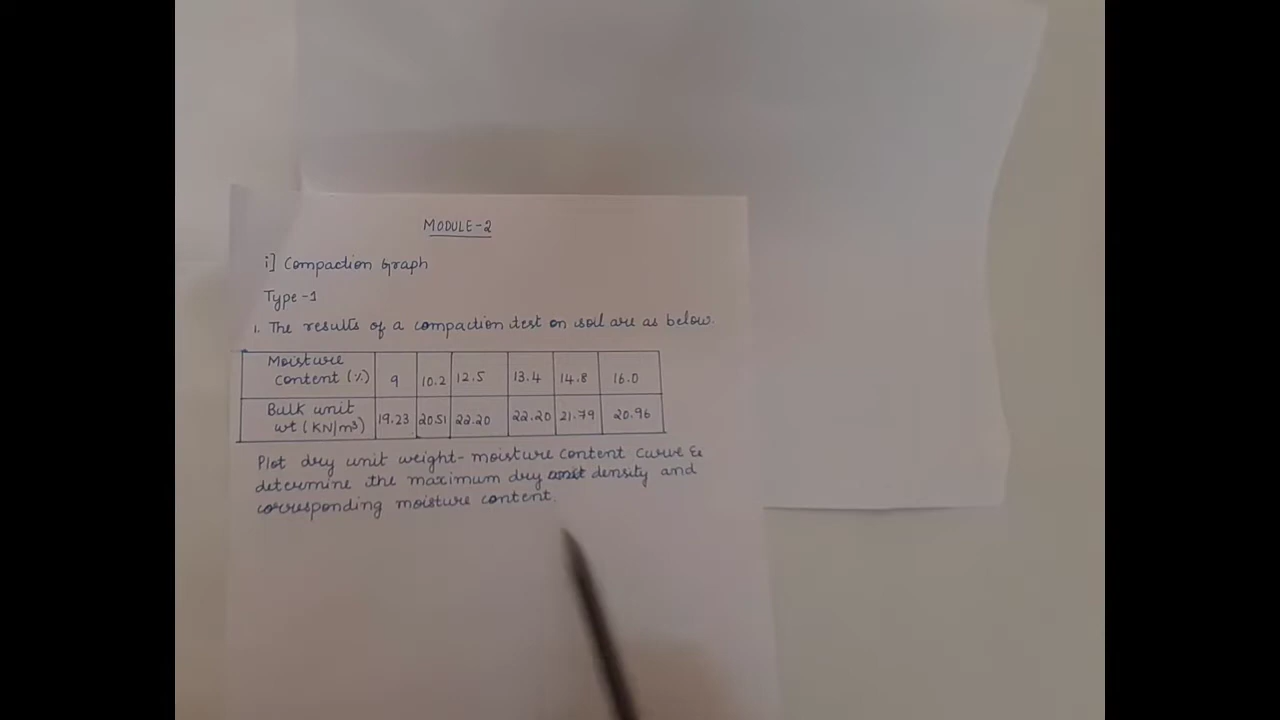 MODULE-2
i] Compaction Graph
Type-1
1. The results of a compaction test on soil are as below.
Moisture content (%) 9 10.2 12.5 13.4 14.8 16.0
Bulk unit wt (KN/m³) 19.23 20.51 22.20 22.20 21.79 20.96
Plot dry unit weight- moisture content curve &
determine the maximum dry density and
corresponding moisture content.